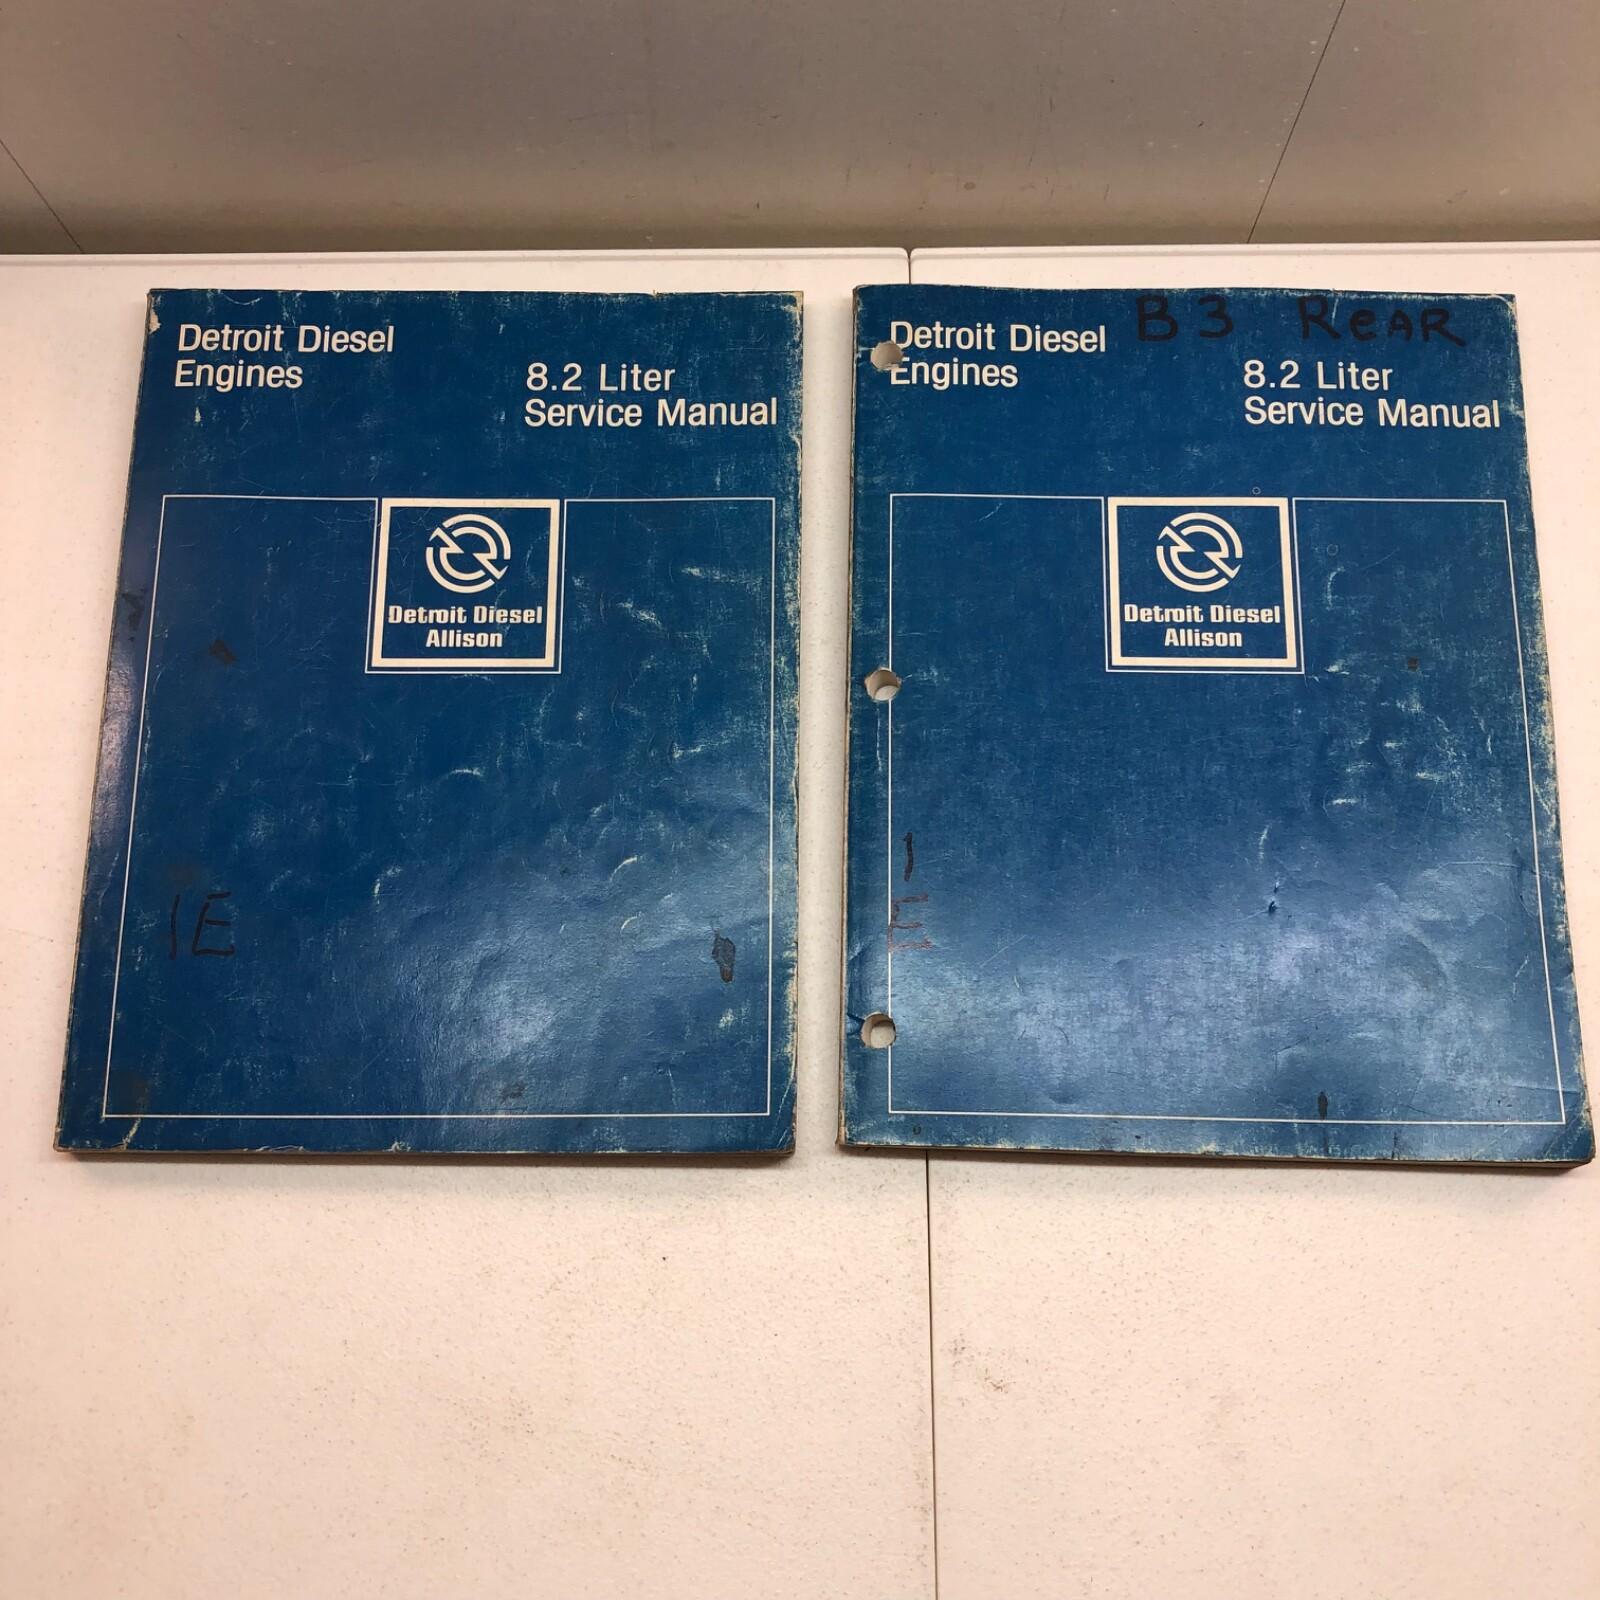 Detroit Diesel
Engines
8.2 Liter
Service Manual
Detroit Diesel
Allison
1E
B3 ReAR
Detroit Diesel
Engines
8.2 Liter
Service Manual
Detroit Diesel
Allison
1
E